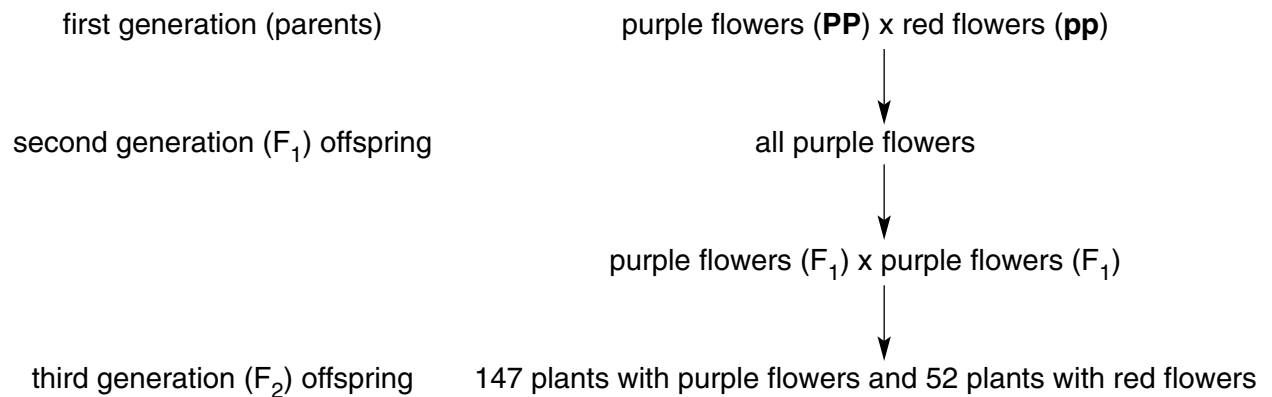 first generation (parents) purple flowers (PP) x red flowers (pp)
second generation (F₁) offspring all purple flowers
purple flowers (F₁) x purple flowers (F₁)
third generation (F₂) offspring 147 plants with purple flowers and 52 plants with red flowers